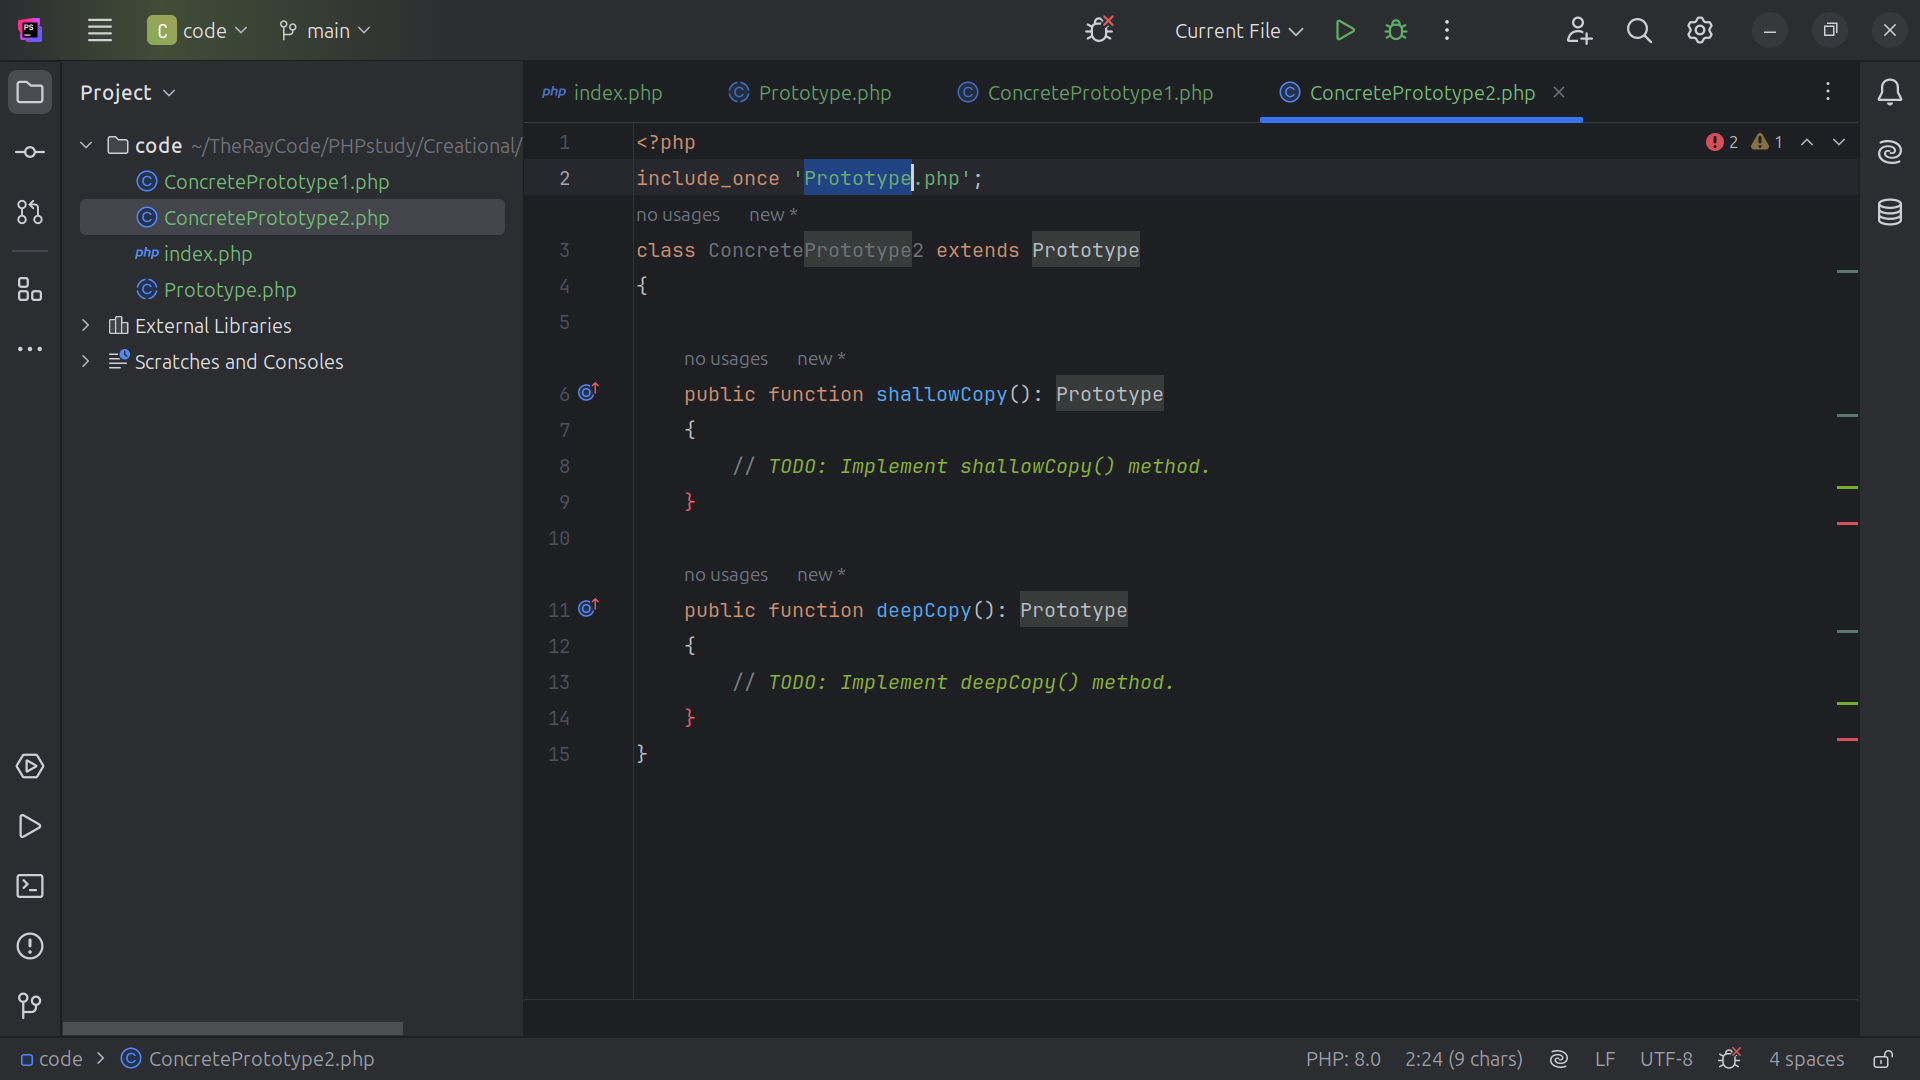 PS
C code
main
Current File
Project
code ~/TheRayCode/PHPstudy/Creational/
ConcretePrototype1.php
ConcretePrototype2.php
php index.php
Prototype.php
External Libraries
Scratches and Consoles
php index.php
Prototype.php
ConcretePrototype1.php
ConcretePrototype2.php
2 1
1 <?php
2 include_once 'Prototype.php';
no usages new *
3 class ConcretePrototype2 extends Prototype
4 {
5
no usages new *
6 public function shallowCopy(): Prototype
7 {
8 // TODO: Implement shallowCopy() method.
9 }
10
no usages new *
11 public function deepCopy(): Prototype
12 {
13 // TODO: Implement deepCopy() method.
14 }
15 }
code > ConcretePrototype2.php
PHP: 8.0 2:24 (9 chars) LF UTF-8 4 spaces